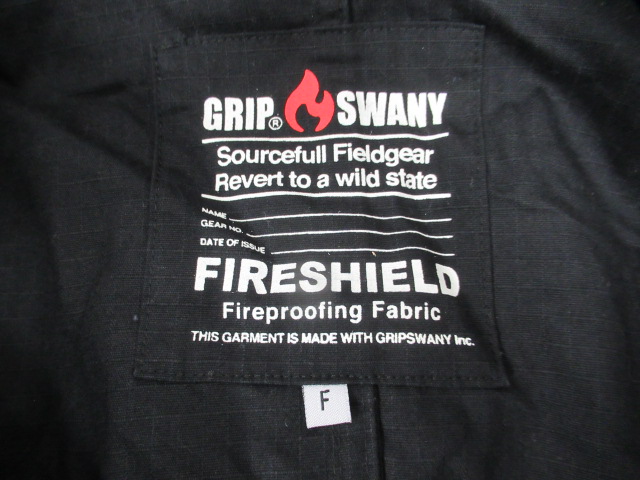 GRIP® SWANY
Sourcefull Fieldgear
Revert to a wild state
NAME
GEAR NO.
DATE OF ISSUE
FIRESHIELD
Fireproofing Fabric
THIS GARMENT IS MADE WITH GRIPSWANY Inc.
F